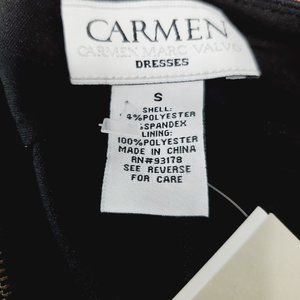 CARMEN
CARMEN MARC VALVO
DRESSES
S
SHELL:
4%POLYESTER
%SPANDEX
LINING:
100%POLYESTER
MADE IN CHINA
RN#93178
SEE REVERSE
FOR CARE